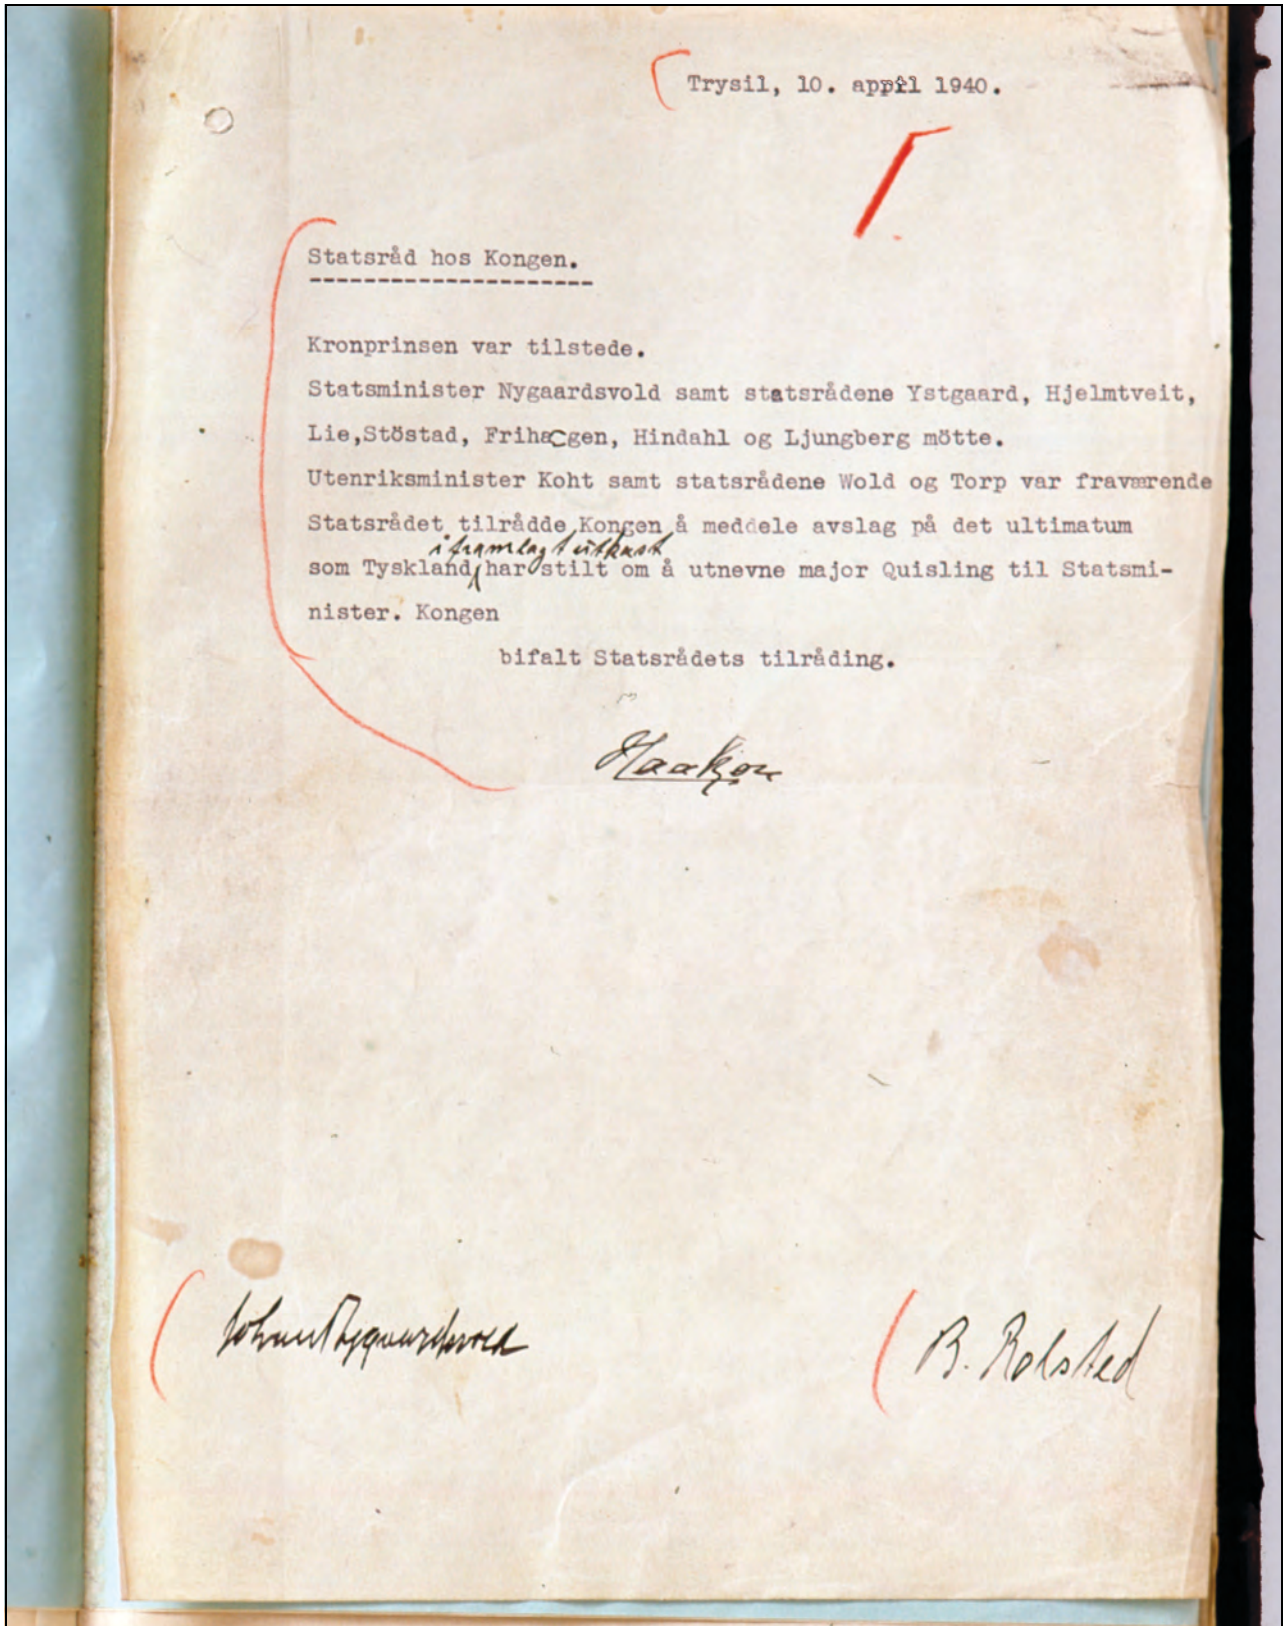 Trysil, 10. april 1940.
Statsråd hos Kongen.
Kronprinsen var tilstede.
Statsminister Nygaardsvold samt statsrådene Ystgaard, Hjelmtveit,
Lie,Stöstad, Frihagen, Hindahl og Ljungberg mötte.
Utenriksminister Koht samt statsrådene Wold og Torp var fraværende
Statsrådet tilrådde Kongen å meddele avslag på det ultimatum
i framlagt utkast
som Tyskland har stilt om å utnevne major Quisling til Statsmi-
nister. Kongen
bifalt Statsrådets tilråding.
Haakon
Johan Nygaardsvold
B. Rolsted